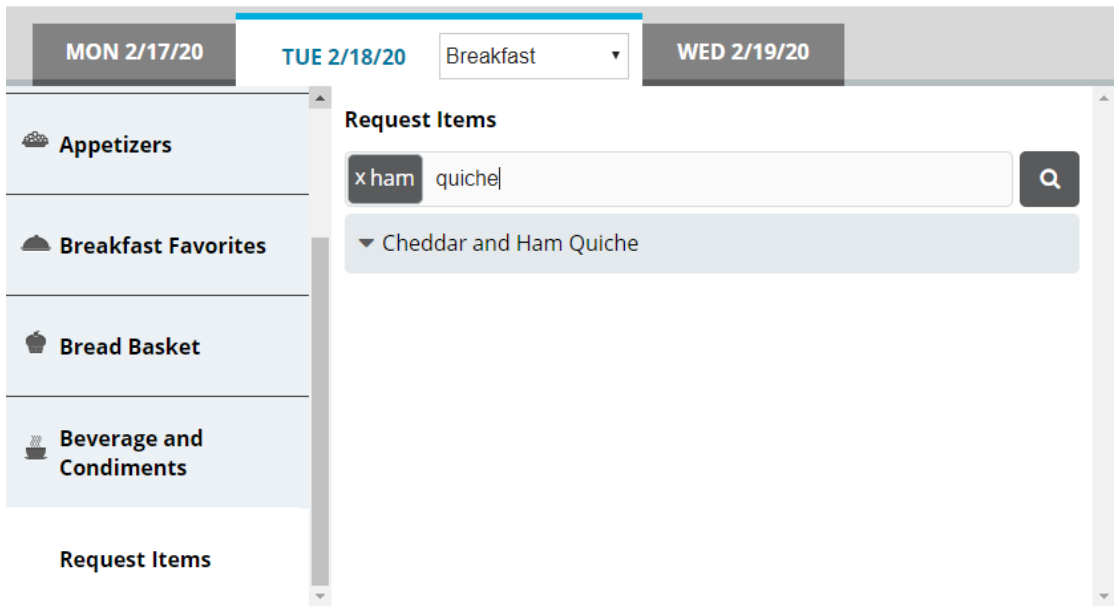 MON 2/17/20
TUE 2/18/20
Breakfast
WED 2/19/20
Appetizers
Breakfast Favorites
Bread Basket
Beverage and
Condiments
Request Items
Request Items
x ham quiche
Cheddar and Ham Quiche